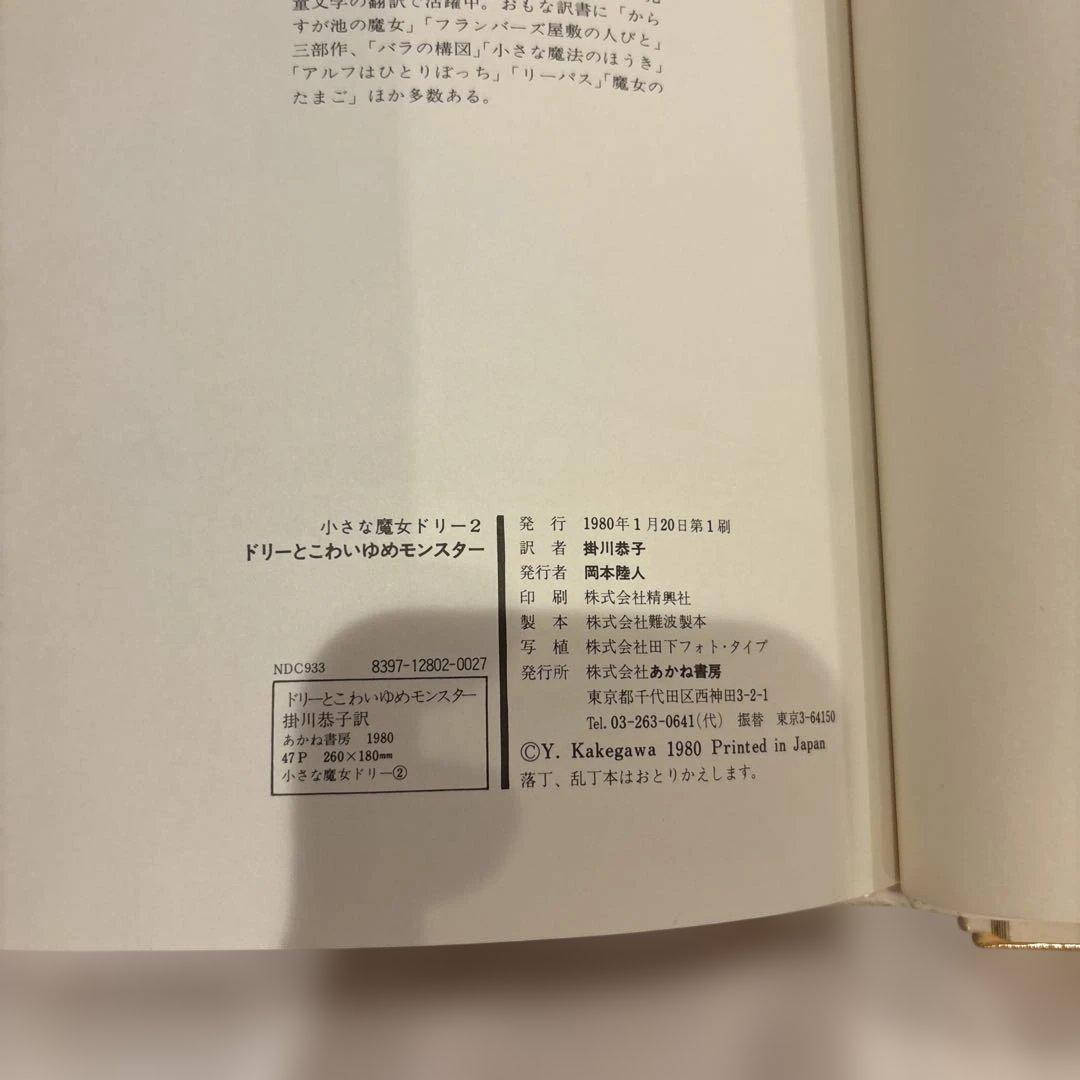 童文学の翻訳で活躍中。おもな訳書に「から
すが池の魔女」「フランバーズ屋敷の人びと」
三部作、「バラの構図」「小さな魔法のほうき」
「アルフはひとりぼっち」「リーパス」「魔女の
たまご」ほか多数ある。
小さな魔女ドリー2
ドリーとこわいゆめモンスター
NDC933 8397-12802-0027
ドリーとこわいゆめモンスター
掛川恭子訳
あかね書房 1980
47P 260×180mm
小さな魔女ドリー②
発行 1980年1月20日第1刷
訳者 掛川恭子
発行者 岡本陸人
印刷 株式会社精興社
製本 株式会社難波製本
写植 株式会社田下フォト・タイプ
発行所 株式会社あかね書房
東京都千代田区西神田3-2-1
Tel. 03-263-0641(代) 振替 東京3-64150
©Y. Kakegawa 1980 Printed in Japan
落丁、乱丁本はおとりかえします。